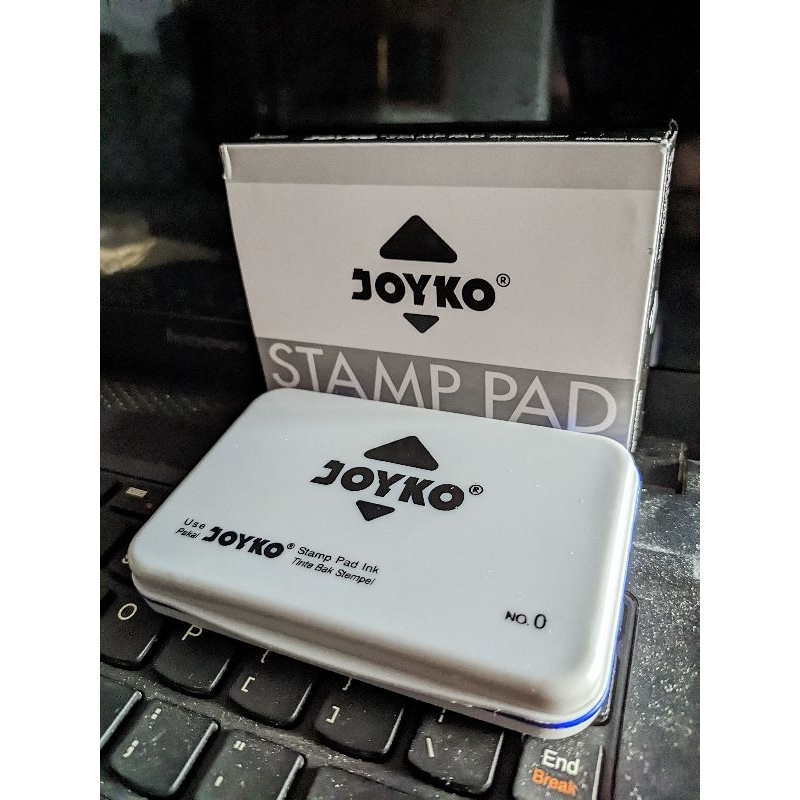 JOYKO STAMP PAD
JOYKO®
STAMP PAD
JOYKO®
Use JOYKO® Stamp Pad Ink
Pakai Tinta Bak Stempel
NO. 0
O
P
[
]
:
;
"
'
|
\
End
Break